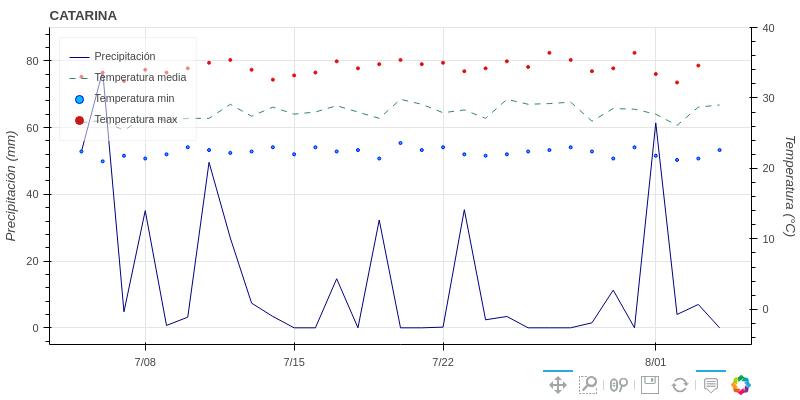 CATARINA
Precipitación
Temperatura media
Temperatura min
Temperatura max
Precipitación (mm)
80
60
40
20
0
40
30
20
10
0
Temperatura (°C)
7/08
7/15
7/22
8/01